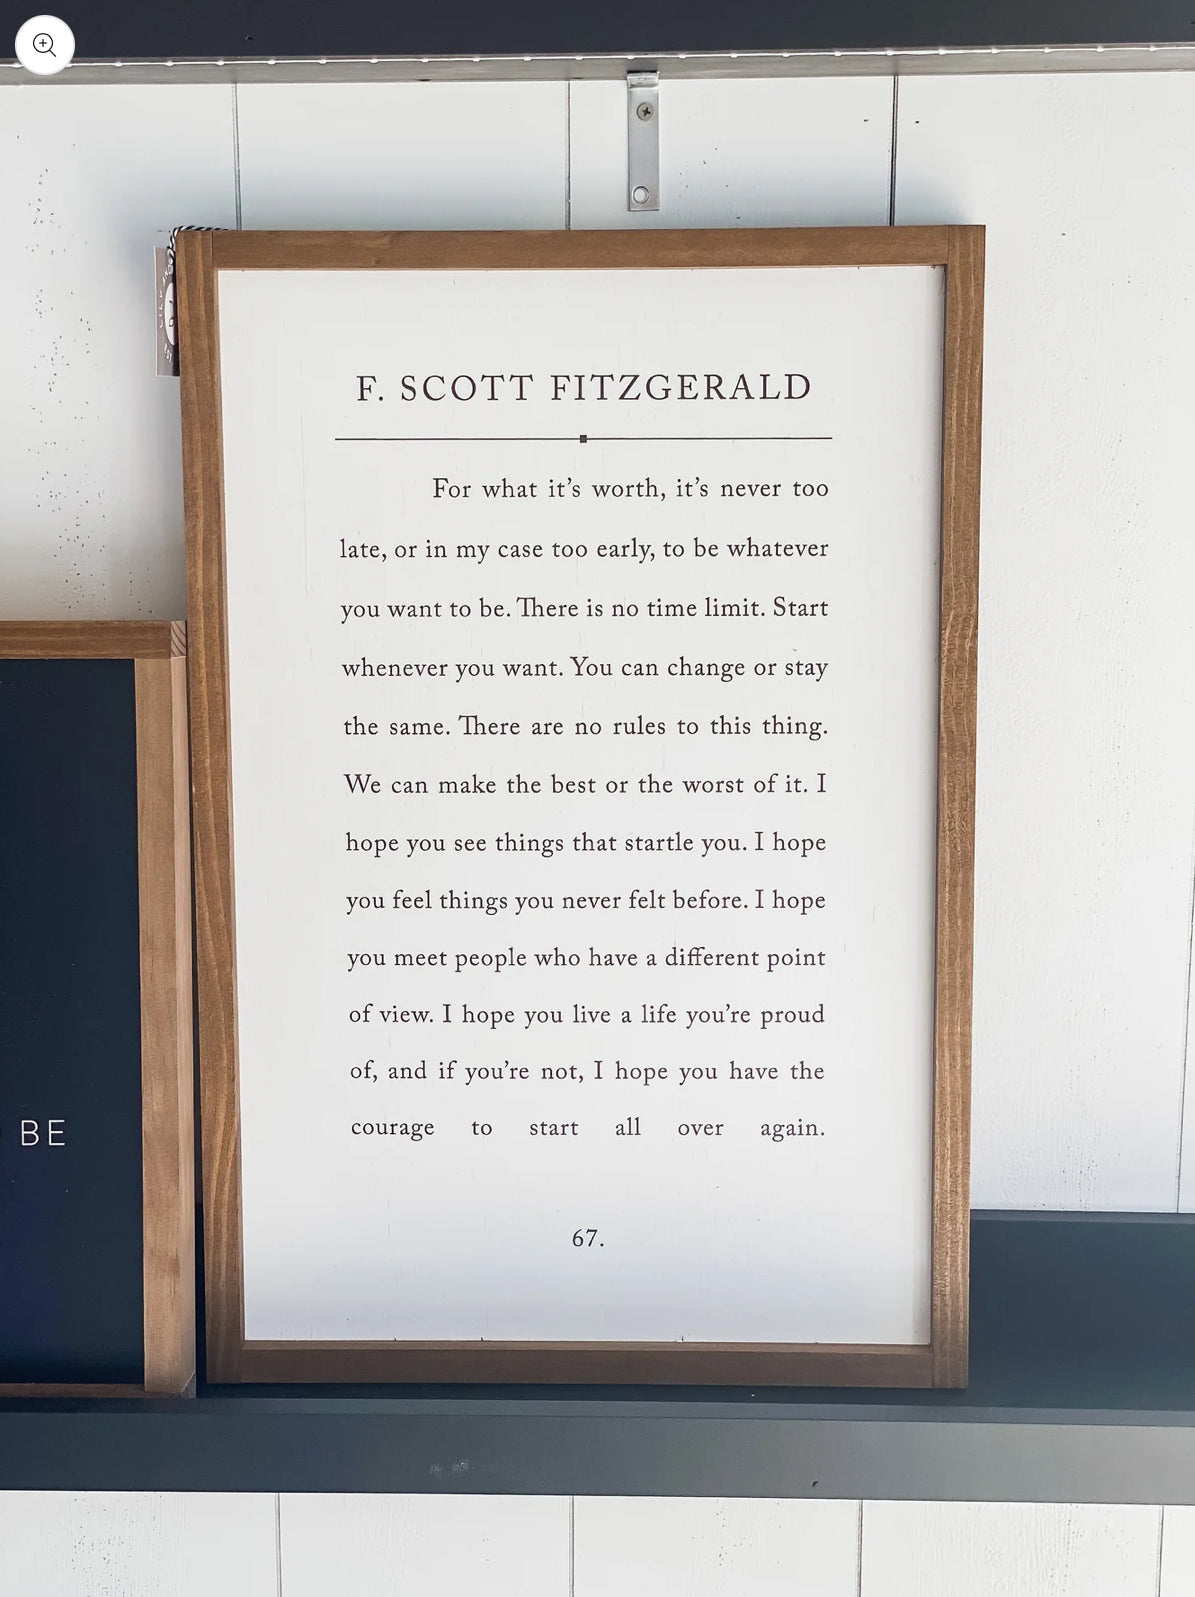 F. SCOTT FITZGERALD
For what it’s worth, it’s never too
late, or in my case too early, to be whatever
you want to be. There is no time limit. Start
whenever you want. You can change or stay
the same. There are no rules to this thing.
We can make the best or the worst of it. I
hope you see things that startle you. I hope
you feel things you never felt before. I hope
you meet people who have a different point
of view. I hope you live a life you’re proud
of, and if you’re not, I hope you have the
courage to start all over again.
67.
BE